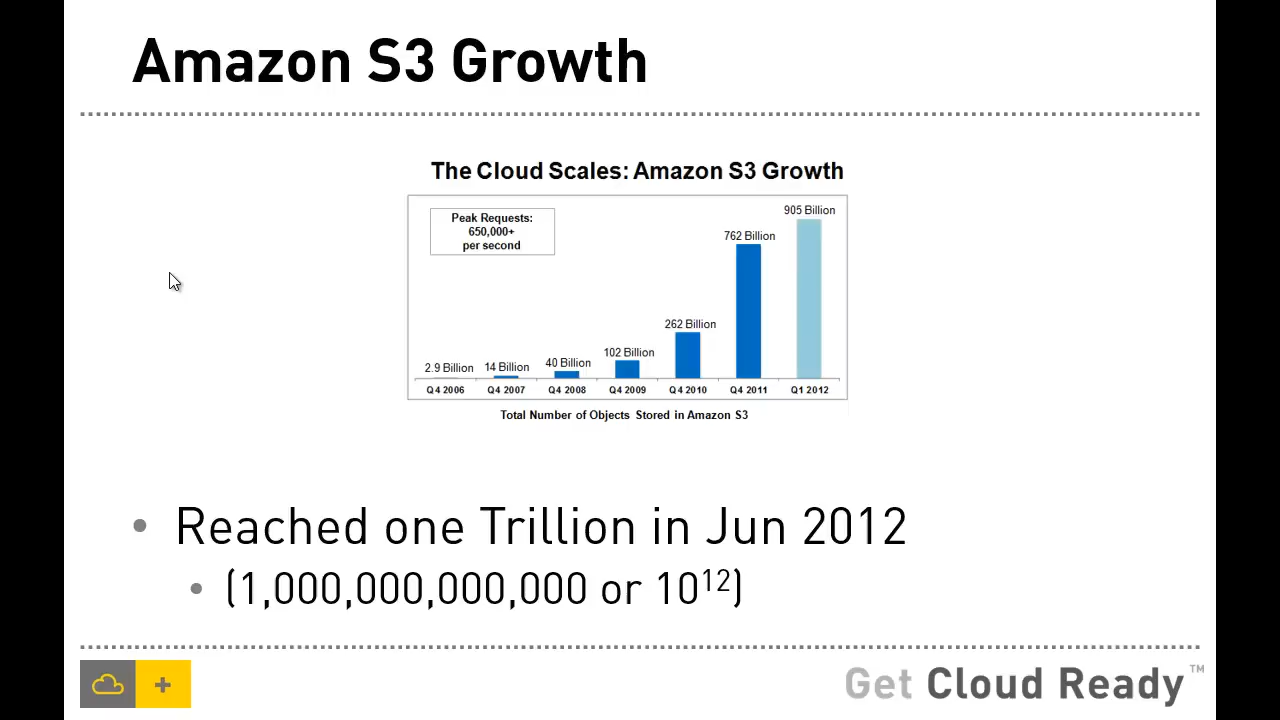 Amazon S3 Growth
The Cloud Scales: Amazon S3 Growth
Peak Requests:
650,000+
per second
2.9 Billion
14 Billion
40 Billion
102 Billion
262 Billion
762 Billion
905 Billion
Q4 2006 Q4 2007 Q4 2008 Q4 2009 Q4 2010 Q4 2011 Q1 2012
Total Number of Objects Stored in Amazon S3
• Reached one Trillion in Jun 2012
• (1,000,000,000,000 or 10¹²)
Get Cloud Ready™